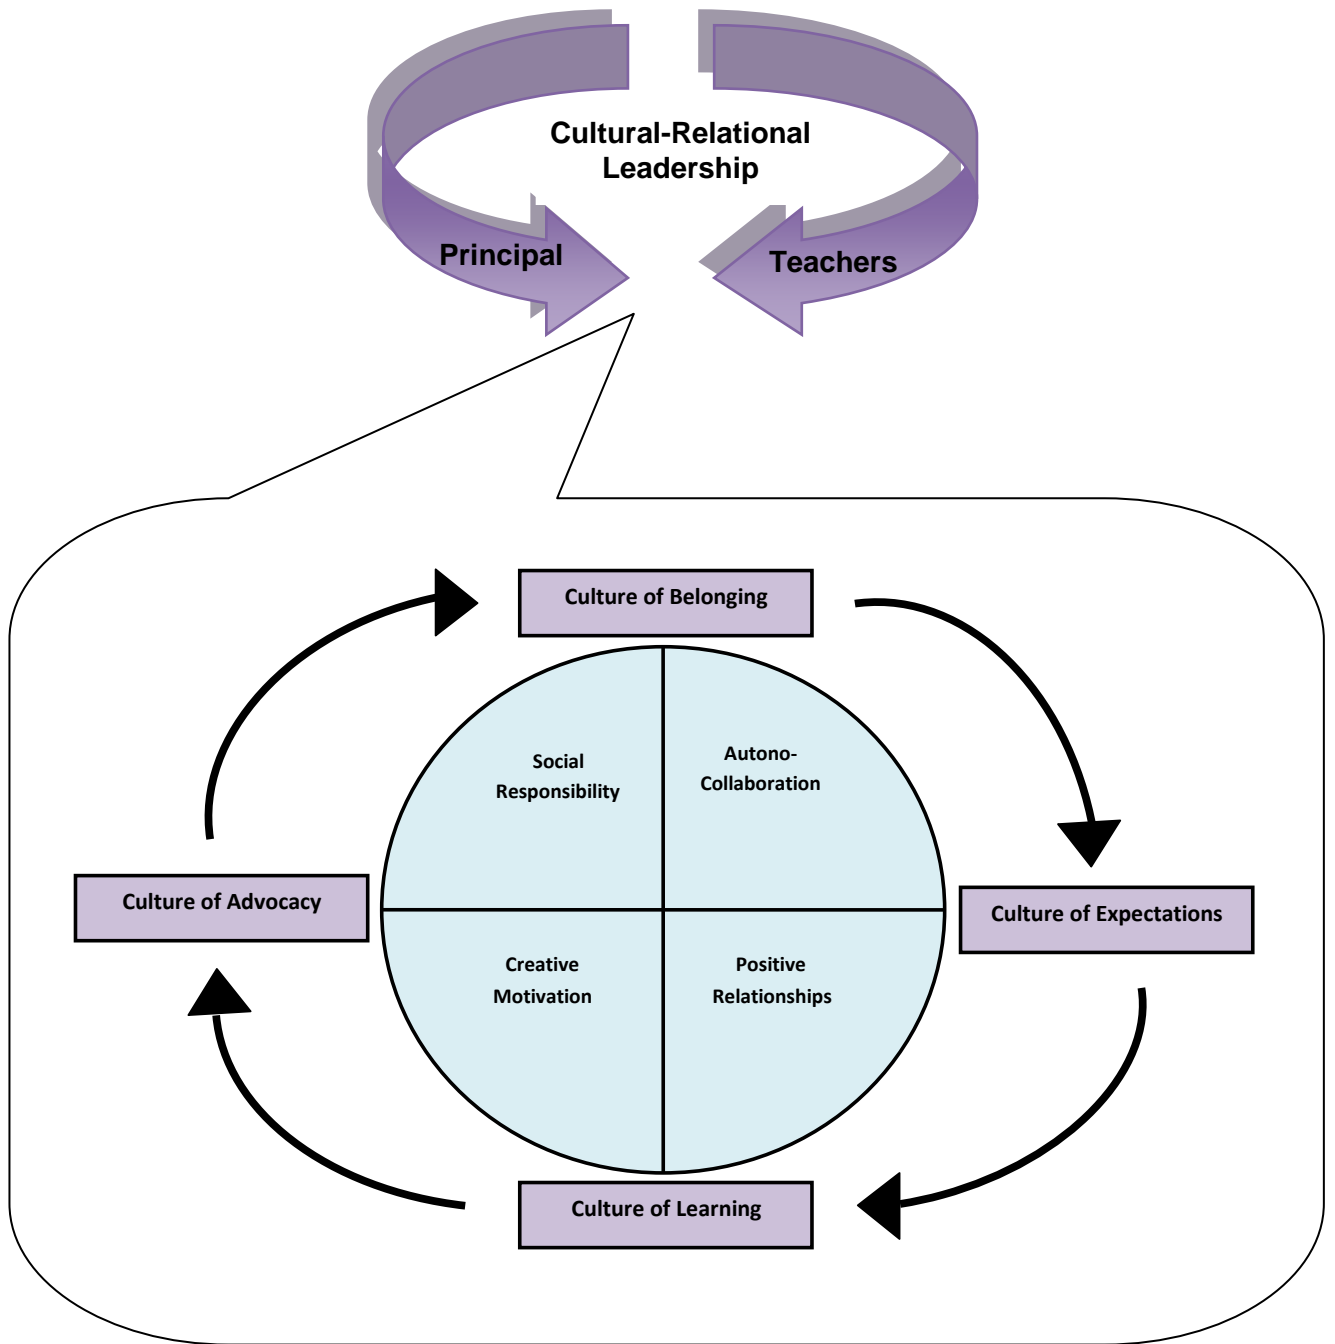 Cultural-Relational
Leadership
Principal
Teachers
Culture of Belonging
Social
Responsibility
Autono-
Collaboration
Culture of Advocacy
Culture of Expectations
Creative
Motivation
Positive
Relationships
Culture of Learning